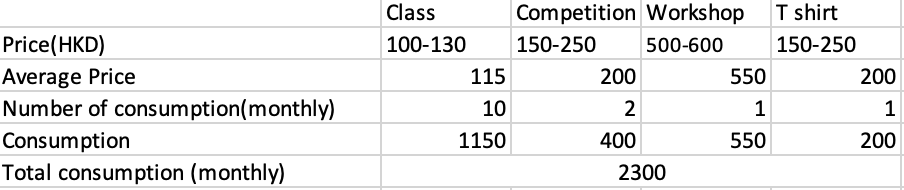 Class Competition Workshop T shirt
Price(HKD) 100-130 150-250 500-600 150-250
Average Price 115 200 550 200
Number of consumption(monthly) 10 2 1 1
Consumption 1150 400 550 200
Total consumption (monthly) 2300